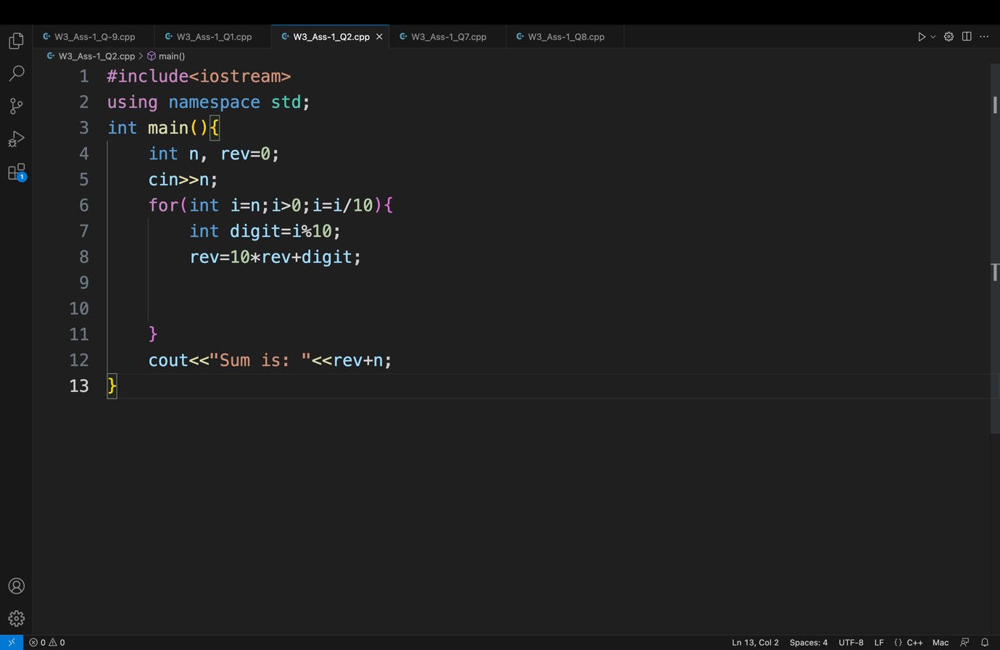 W3_Ass-1_Q-9.cpp W3_Ass-1_Q1.cpp W3_Ass-1_Q2.cpp W3_Ass-1_Q7.cpp W3_Ass-1_Q8.cpp
W3_Ass-1_Q2.cpp > main()
1 #include<iostream>
2 using namespace std;
3 int main(){
4     int n, rev=0;
5     cin>>n;
6     for(int i=n;i>0;i=i/10){
7         int digit=i%10;
8         rev=10*rev+digit;
9
10
11     }
12     cout<<"Sum is: "<<rev+n;
13 }
1
0 0 Ln 13, Col 2 Spaces: 4 UTF-8 LF {} C++ Mac